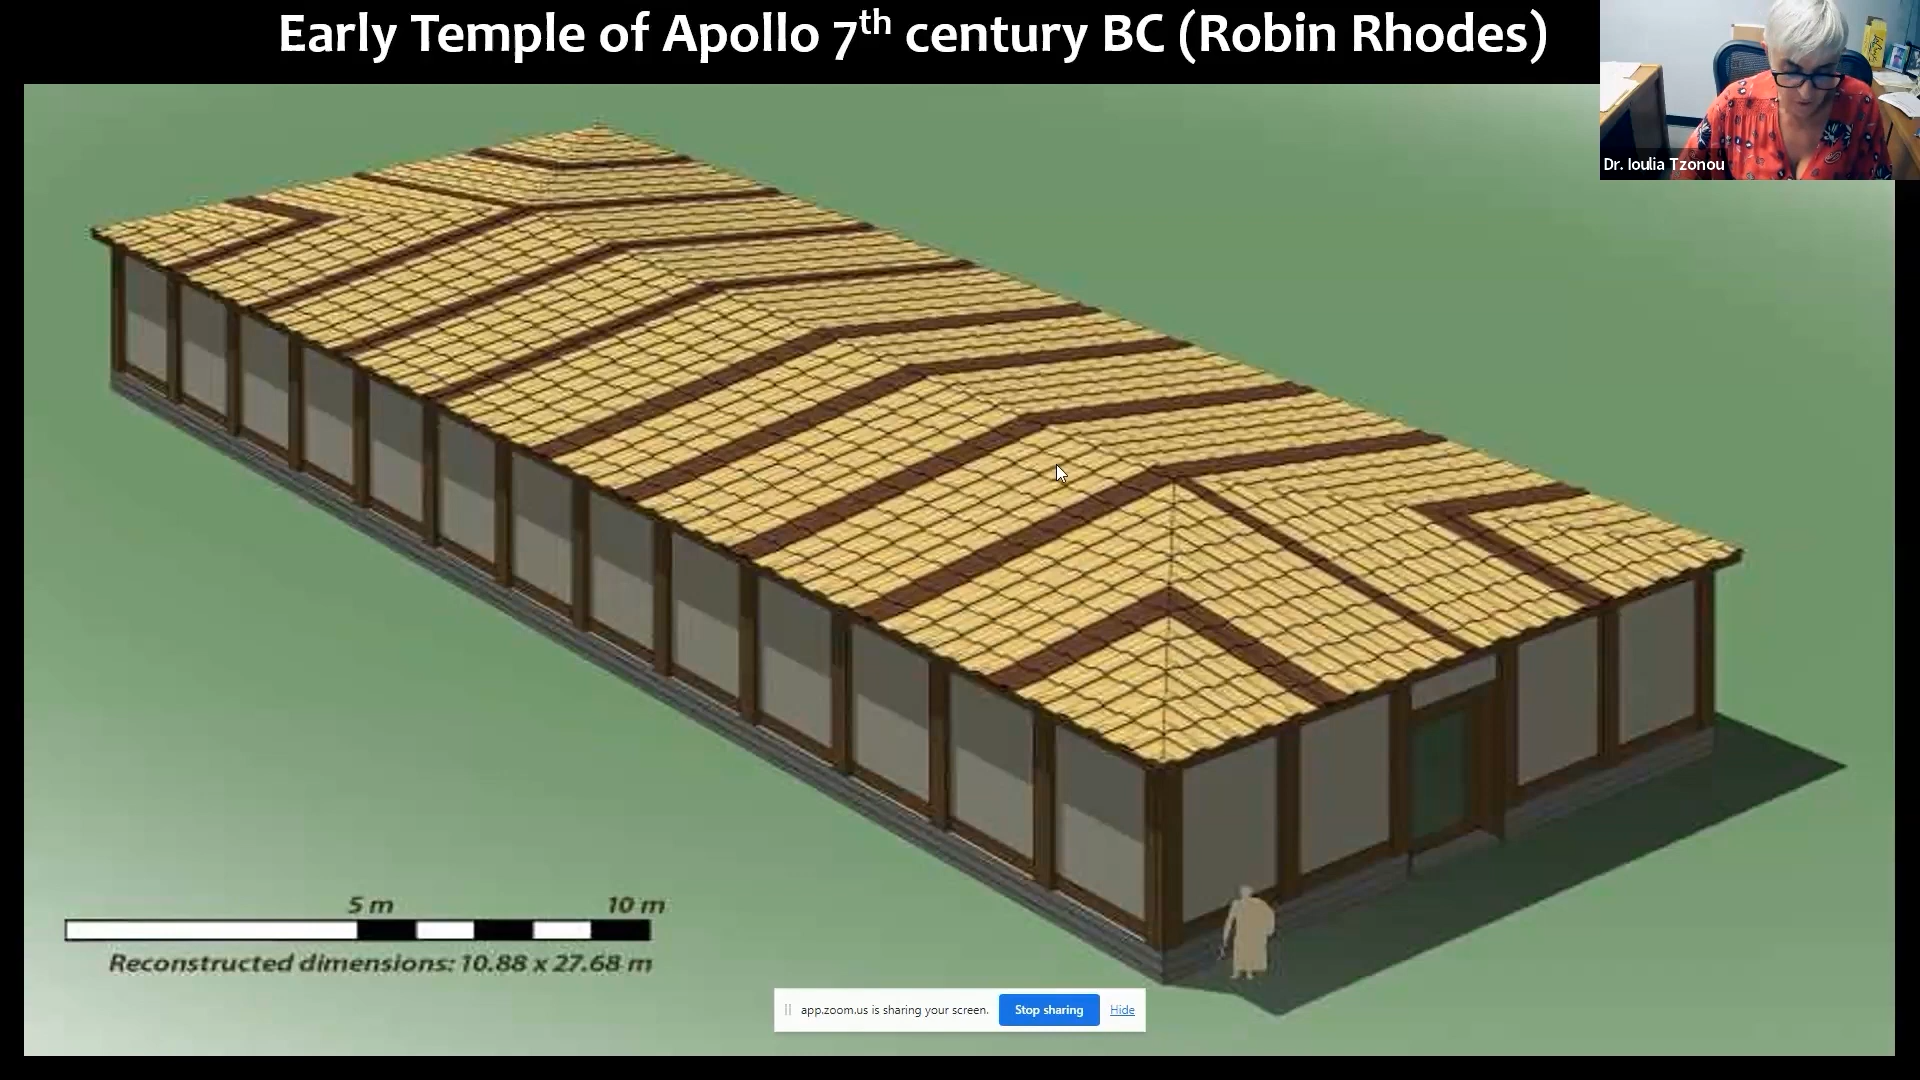 Early Temple of Apollo 7th century BC (Robin Rhodes)
Dr. Ioulia Tzonou
5 m 10 m
Reconstructed dimensions: 10.88 x 27.68 m
app.zoom.us is sharing your screen. Stop sharing Hide